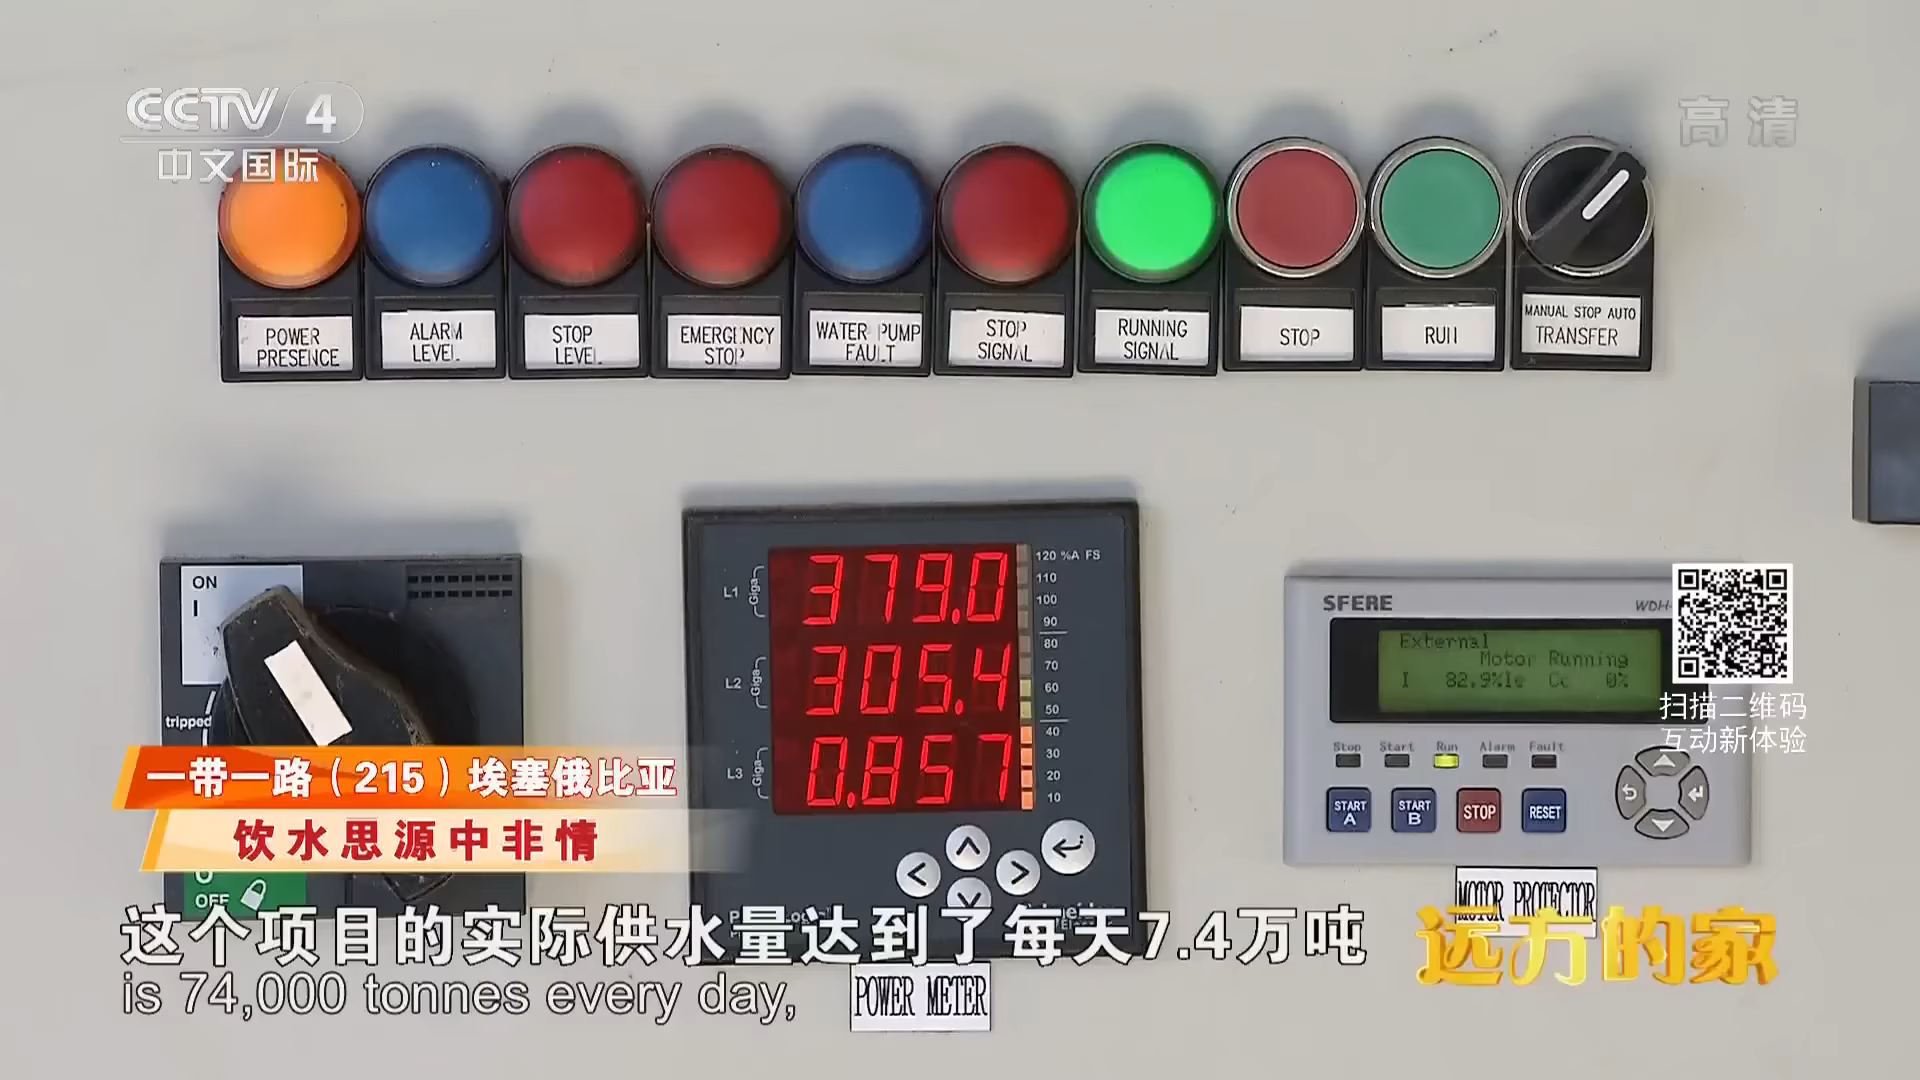 CCTV 4
中文国际
高清
POWER PRESENCE
ALARM LEVEL
STOP LEVEL
EMERGENCY STOP
WATER PUMP FAULT
STOP SIGNAL
RUNNING SIGNAL
STOP
RUN
MANUAL STOP AUTO
TRANSFER
ON
I
tripped
O
OFF
L1
Giga
379.0
L2
Giga
305.4
L3
Giga
0.857
120 %A FS
110
100
90
80
70
60
50
40
30
20
10
POWER METER
SFERE
WDH-
External
Motor Running
I 82.9%Ie Cc 0%
Stop Start Run Alarm Fault
START A
START B
STOP
RESET
MOTOR PROTECTOR
扫描二维码
互动新体验
一带一路（215）埃塞俄比亚
饮水思源中非情
这个项目的实际供水量达到了每天7.4万吨
is 74,000 tonnes every day,
远方的家